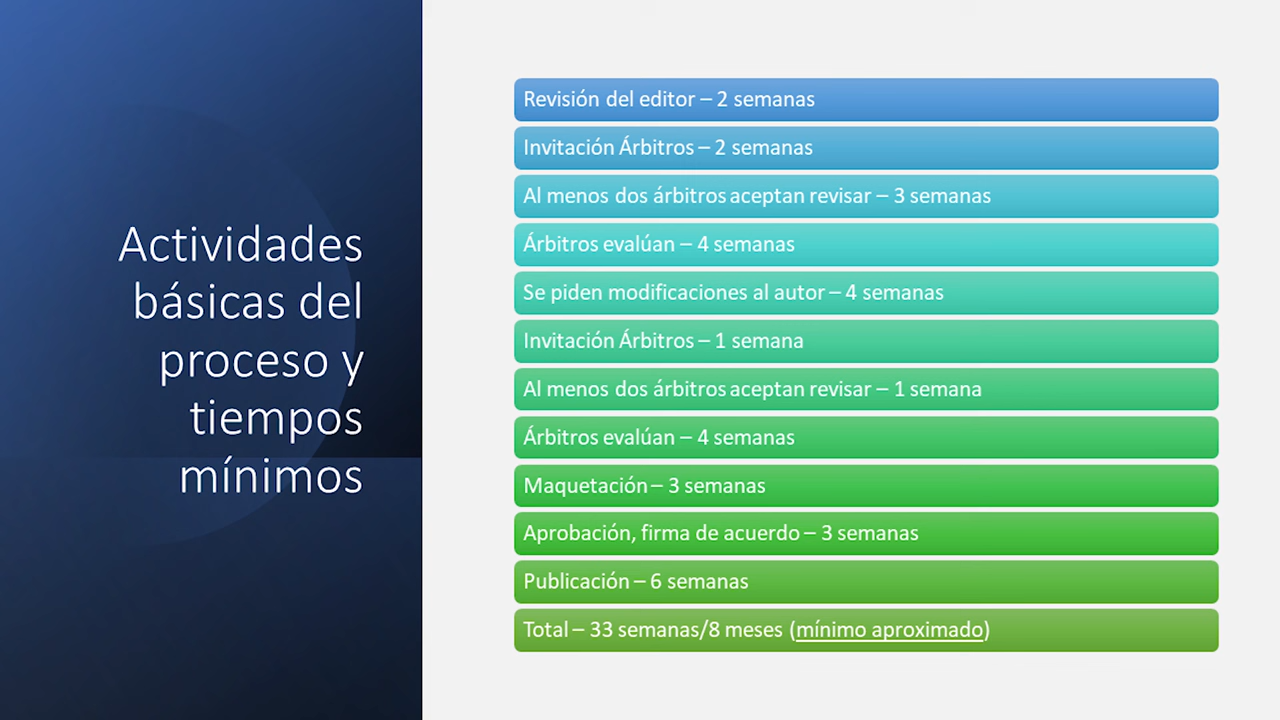 Actividades
básicas del
proceso y
tiempos
mínimos
Revisión del editor – 2 semanas
Invitación Árbitros – 2 semanas
Al menos dos árbitros aceptan revisar – 3 semanas
Árbitros evalúan – 4 semanas
Se piden modificaciones al autor – 4 semanas
Invitación Árbitros – 1 semana
Al menos dos árbitros aceptan revisar – 1 semana
Árbitros evalúan – 4 semanas
Maquetación – 3 semanas
Aprobación, firma de acuerdo – 3 semanas
Publicación – 6 semanas
Total – 33 semanas/8 meses (mínimo aproximado)